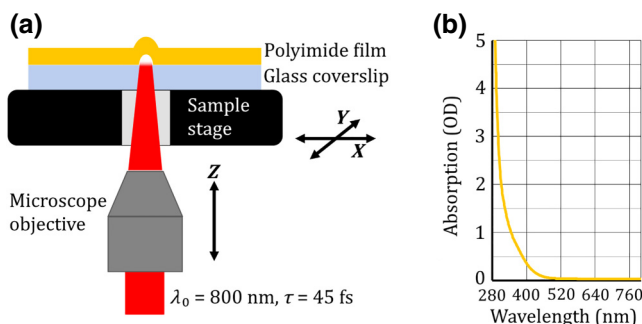 (a)
Polyimide film
Glass coverslip
Sample
stage
Y
X
Z
Microscope
objective
λ0 = 800 nm, τ = 45 fs
(b)
Absorption (OD)
5
4
3
2
1
0
280 400 520 640 760
Wavelength (nm)